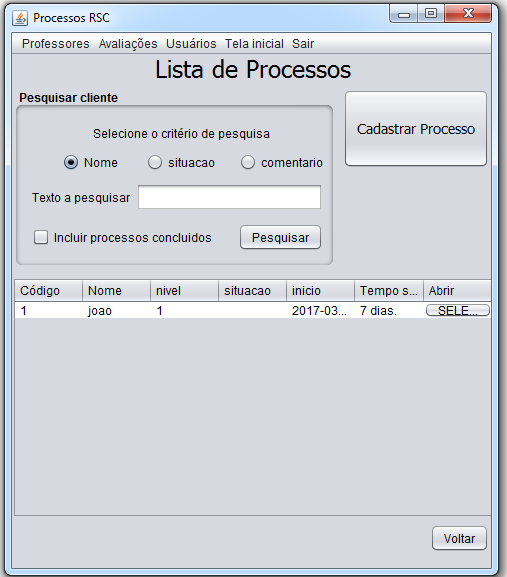 Processos RSC
Professores Avaliações Usuários Tela inicial Sair
Lista de Processos
Pesquisar cliente
Selecione o critério de pesquisa
Nome situacao comentario
Texto a pesquisar
Incluir processos concluidos Pesquisar
Cadastrar Processo
Código Nome nivel situacao inicio Tempo s... Abrir
1 joao 1 2017-03... 7 dias. SELE...
Voltar